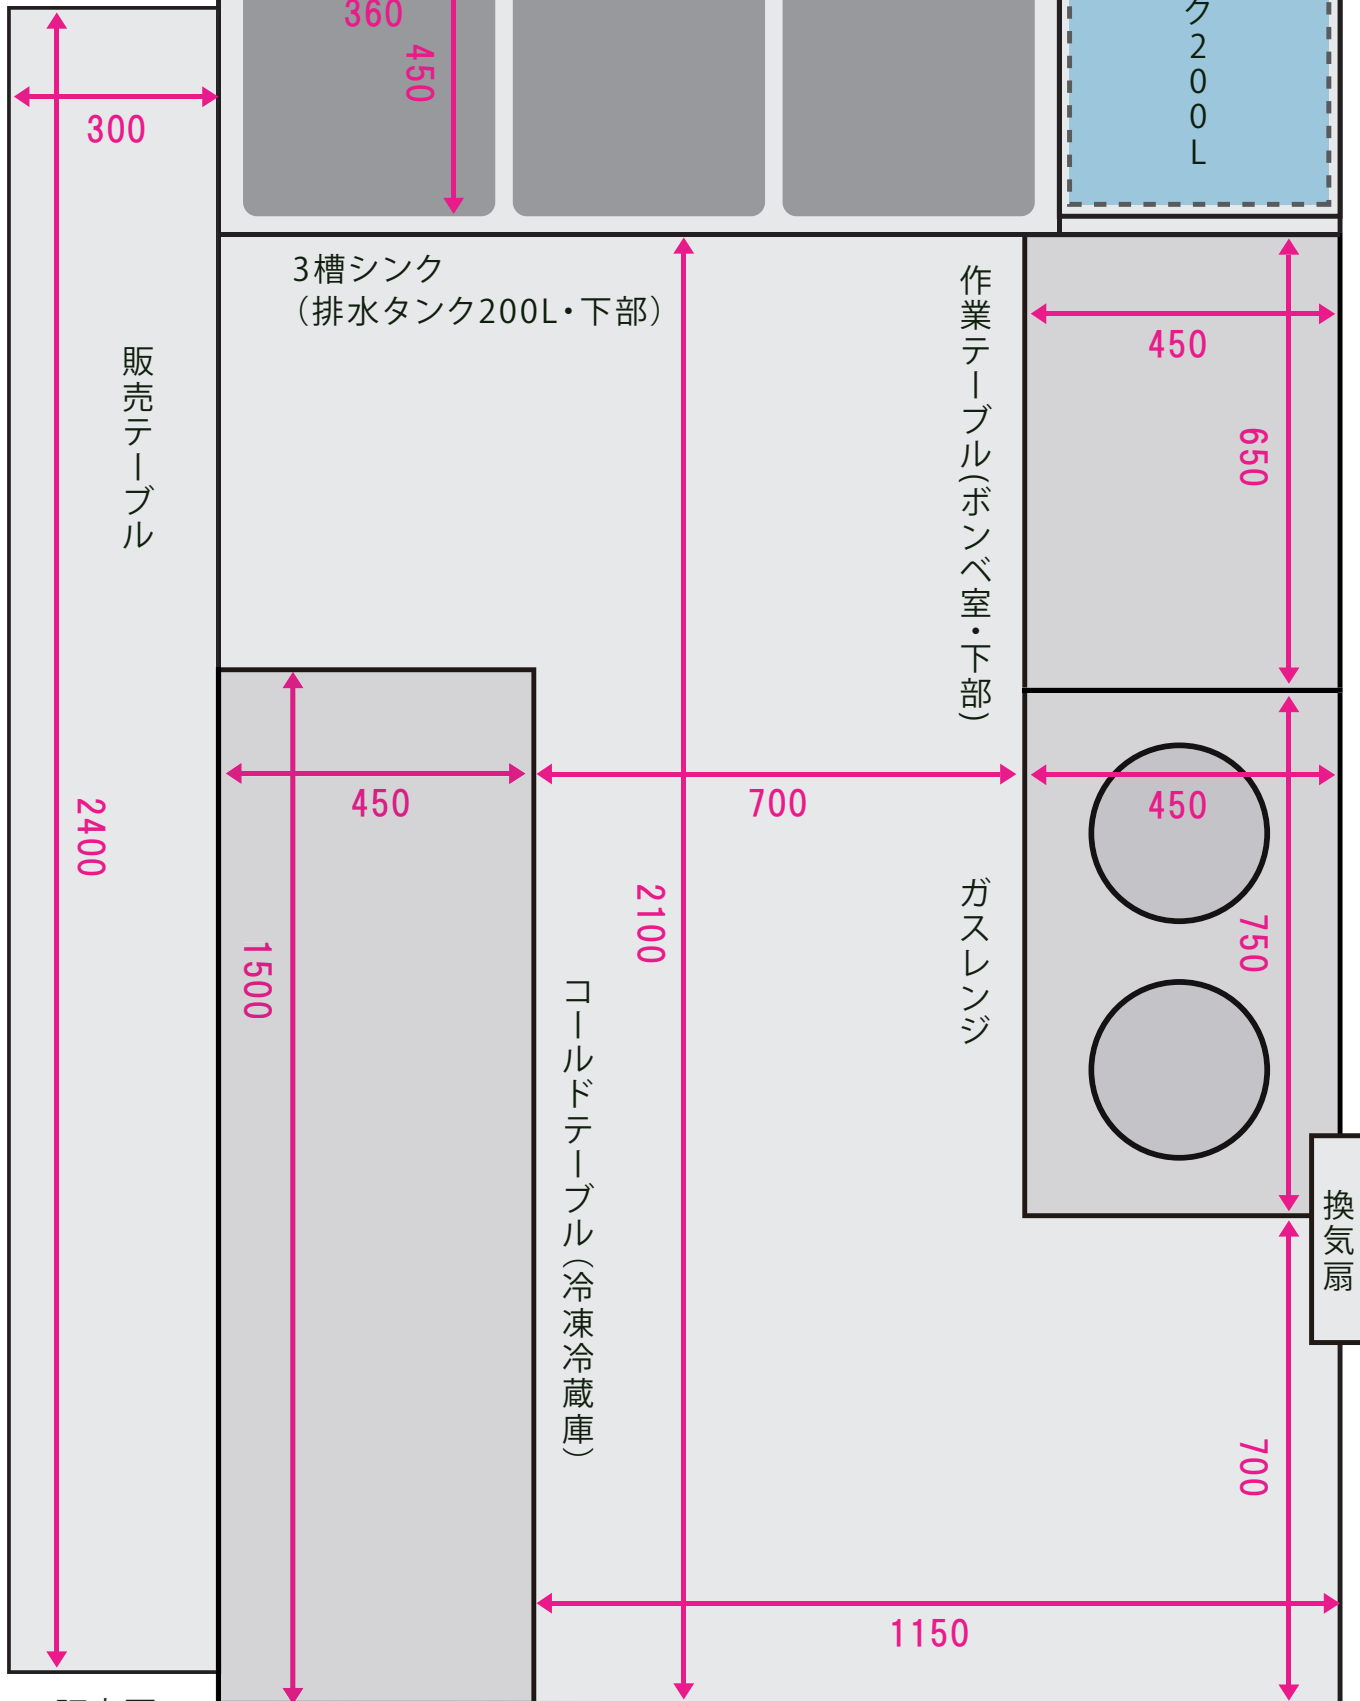 360
450
ク200L
300
3槽シンク
（排水タンク200L・下部）
作業テーブル(ボンベ室・下部)
450
650
販売テーブル
2400
450
700
450
750
2100
1500
ガスレンジ
コールドテーブル(冷凍冷蔵庫)
換気扇
700
1150